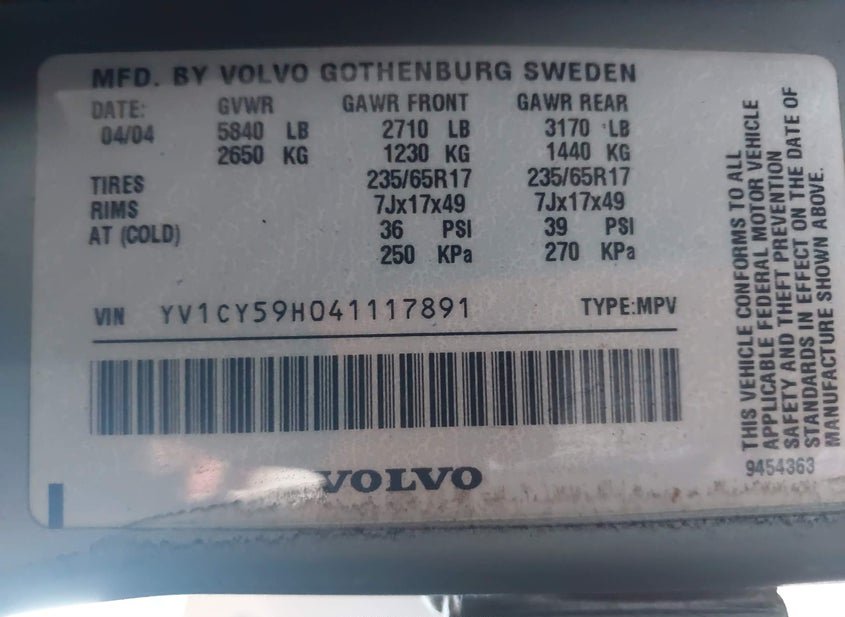 MFD. BY VOLVO GOTHENBURG SWEDEN
DATE: GVWR GAWR FRONT GAWR REAR
04/04 5840 LB 2710 LB 3170 LB
2650 KG 1230 KG 1440 KG
TIRES 235/65R17 235/65R17
RIMS 7Jx17x49 7Jx17x49
AT (COLD) 36 PSI 39 PSI
250 KPa 270 KPa
VIN YV1CY59H041117891 TYPE:MPV
VOLVO
THIS VEHICLE CONFORMS TO ALL
APPLICABLE FEDERAL MOTOR VEHICLE
SAFETY AND THEFT PREVENTION
STANDARDS IN EFFECT ON THE DATE OF
MANUFACTURE SHOWN ABOVE.
9454363